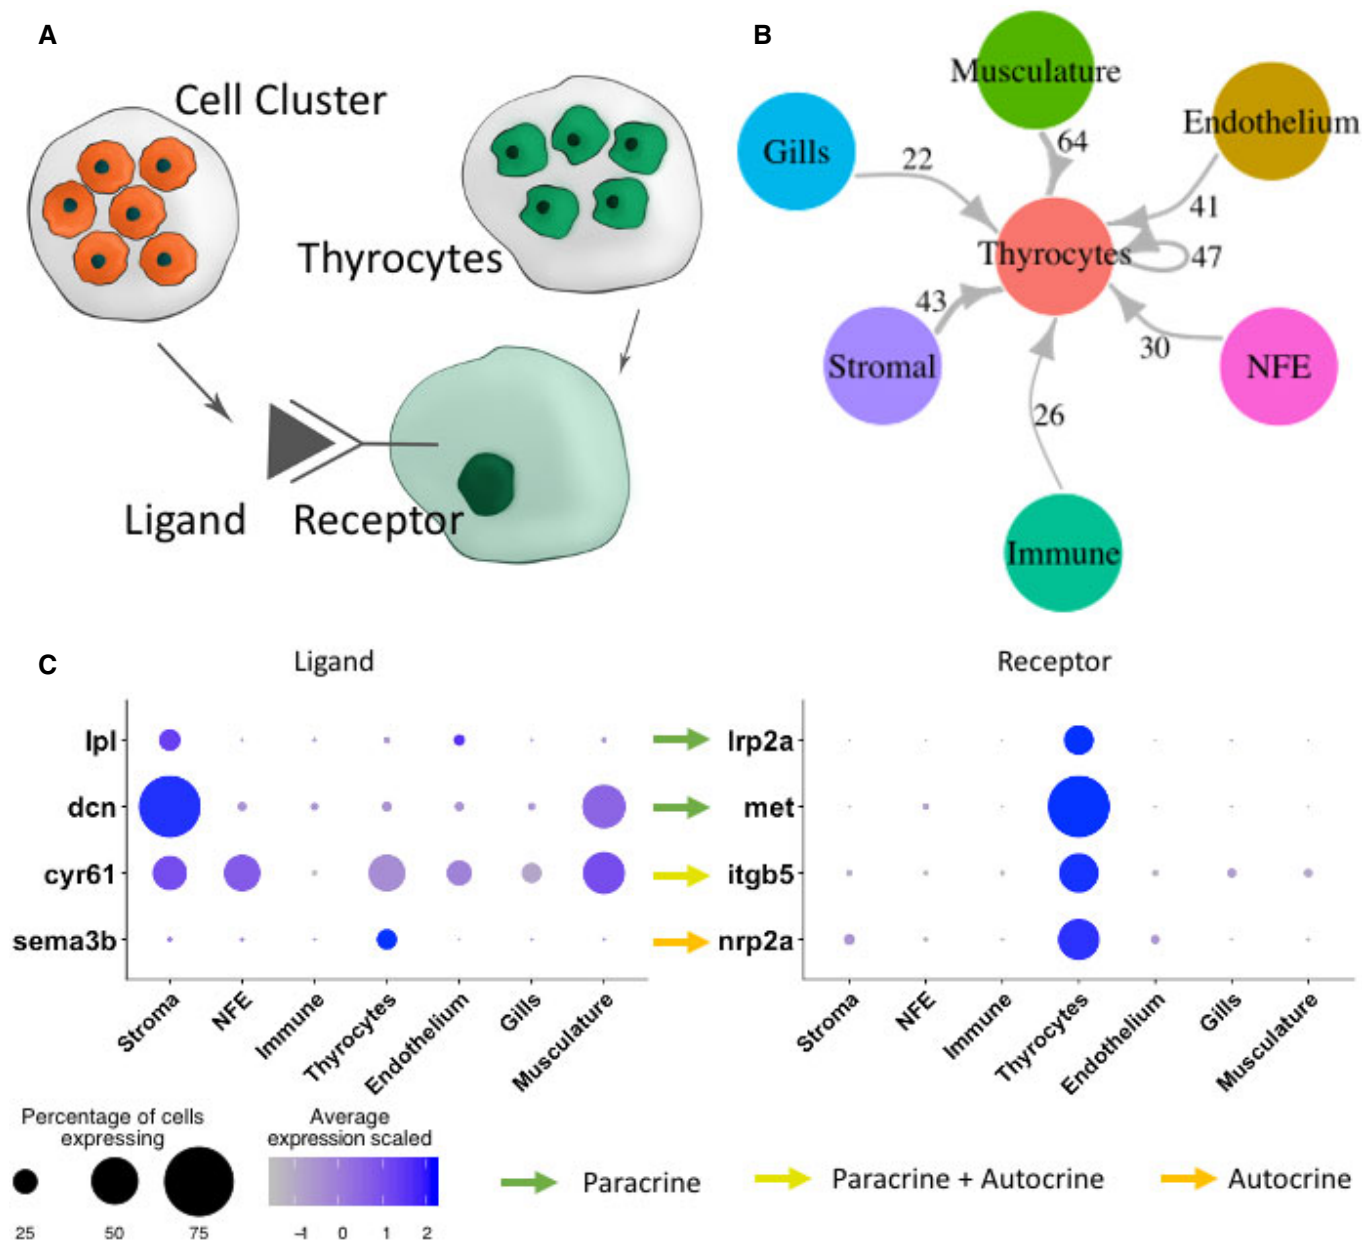 A
Cell Cluster
Thyrocytes
Ligand
Receptor
B
Musculature
Endothelium
Gills
64
22
41
Thyrocytes
47
43
Stromal
30
NFE
26
Immune
C
Ligand
Receptor
lpl
dcn
cyr61
sema3b
lrp2a
met
itgb5
nrp2a
Stroma
NFE
Immune
Thyrocytes
Endothelium
Gills
Musculature
Stroma
NFE
Immune
Thyrocytes
Endothelium
Gills
Musculature
Percentage of cells
expressing
25 50 75
Average
expression scaled
-1 0 1 2
Paracrine
Paracrine + Autocrine
Autocrine